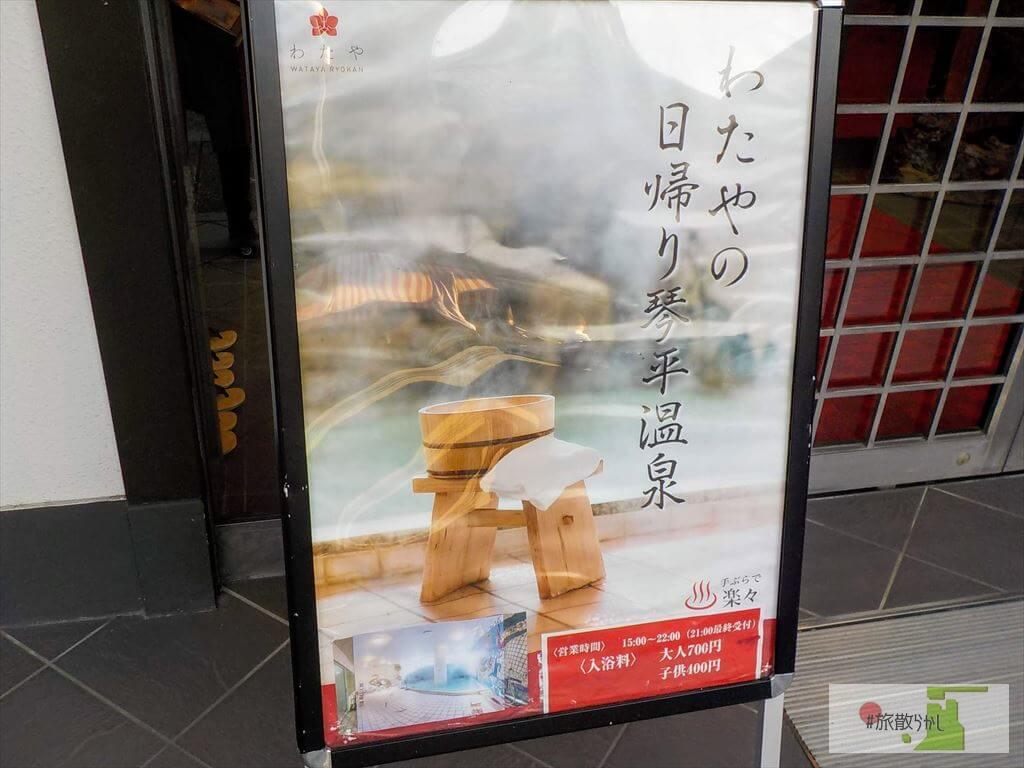 わたや
WATAYA RYOKAN
わたやの
日帰り琴平温泉
手ぶらで
楽々
〈営業時間〉 15:00〜22:00（21:00最終受付）
〈入浴料〉 大人700円
子供400円
#旅散らかし